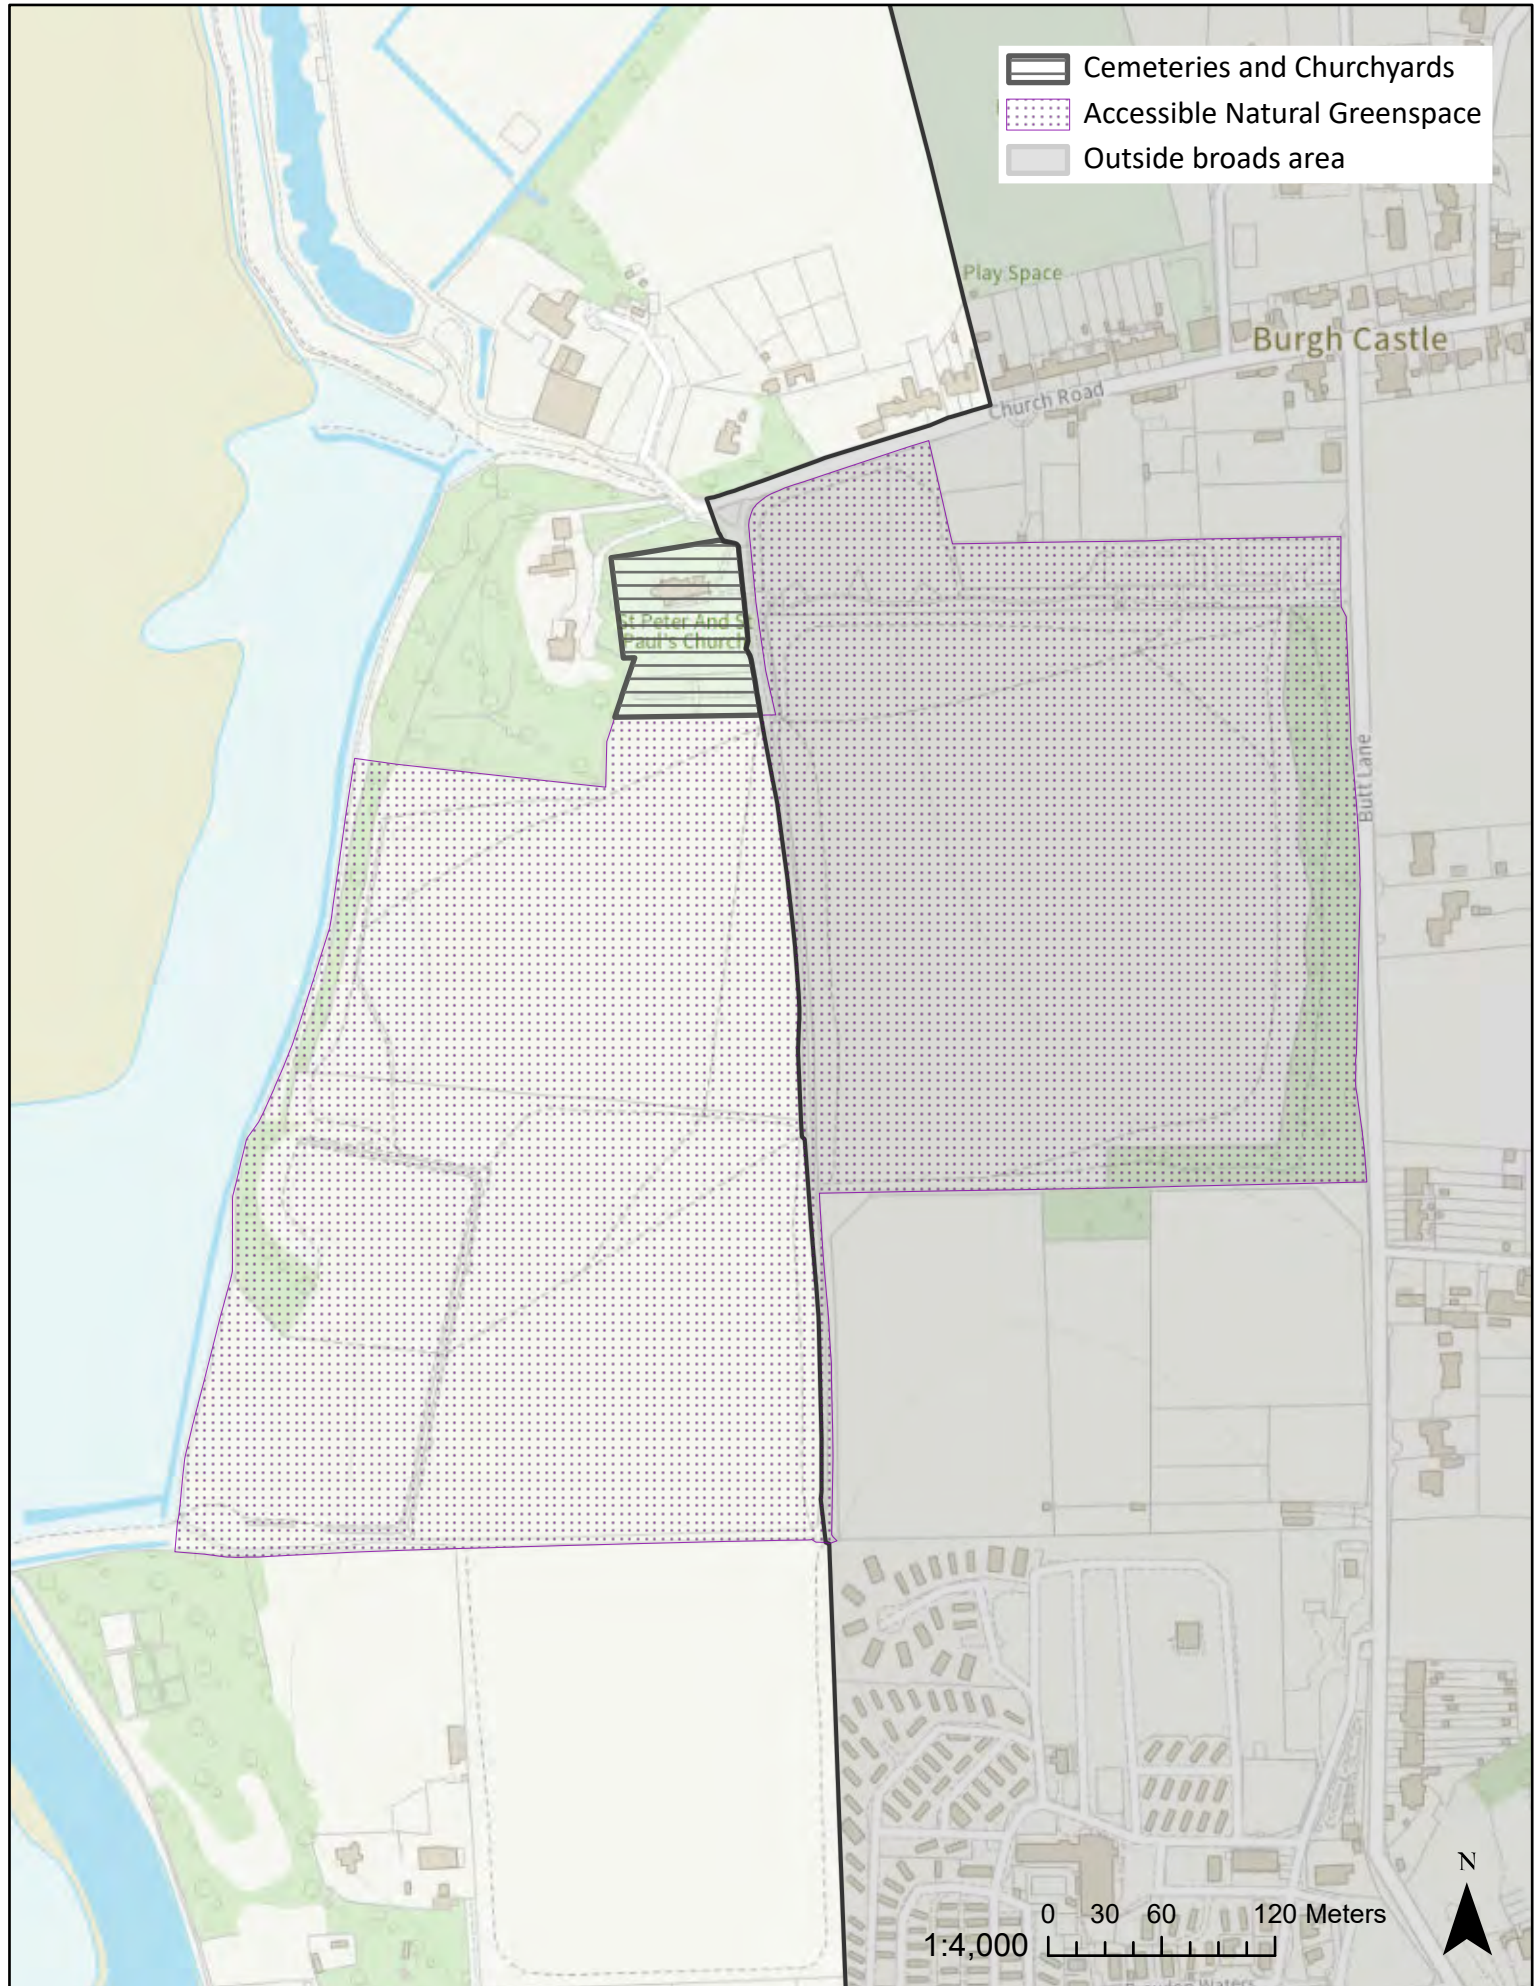 Cemeteries and Churchyards
Accessible Natural Greenspace
Outside broads area
Play Space
Burgh Castle
Church Road
St Peter And St
Paul's Church
Butt Lane
N
0 30 60 120 Meters
1:4,000
Waters